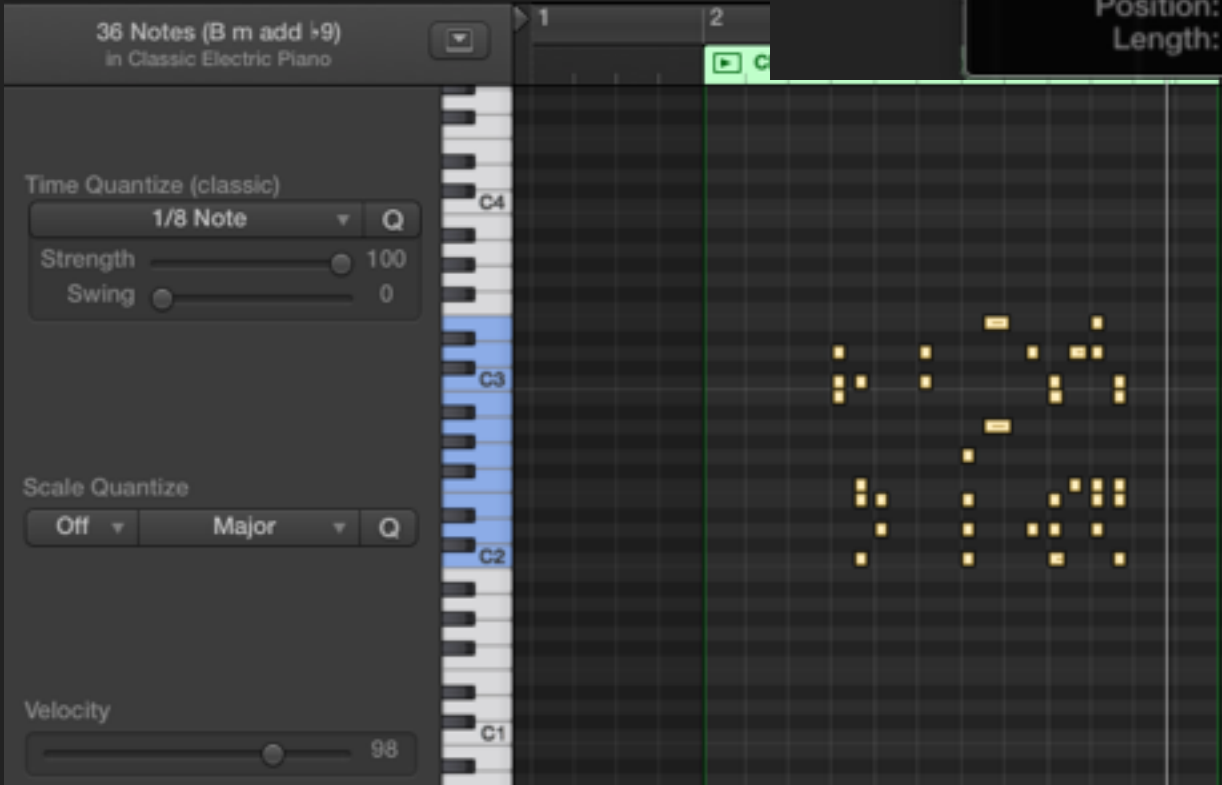 36 Notes (B m add ♭9)
in Classic Electric Piano
1
2
Position:
Length:
C
Time Quantize (classic)
1/8 Note
Q
Strength
100
Swing
0
Scale Quantize
Off
Major
Q
Velocity
98
C4
C3
C2
C1